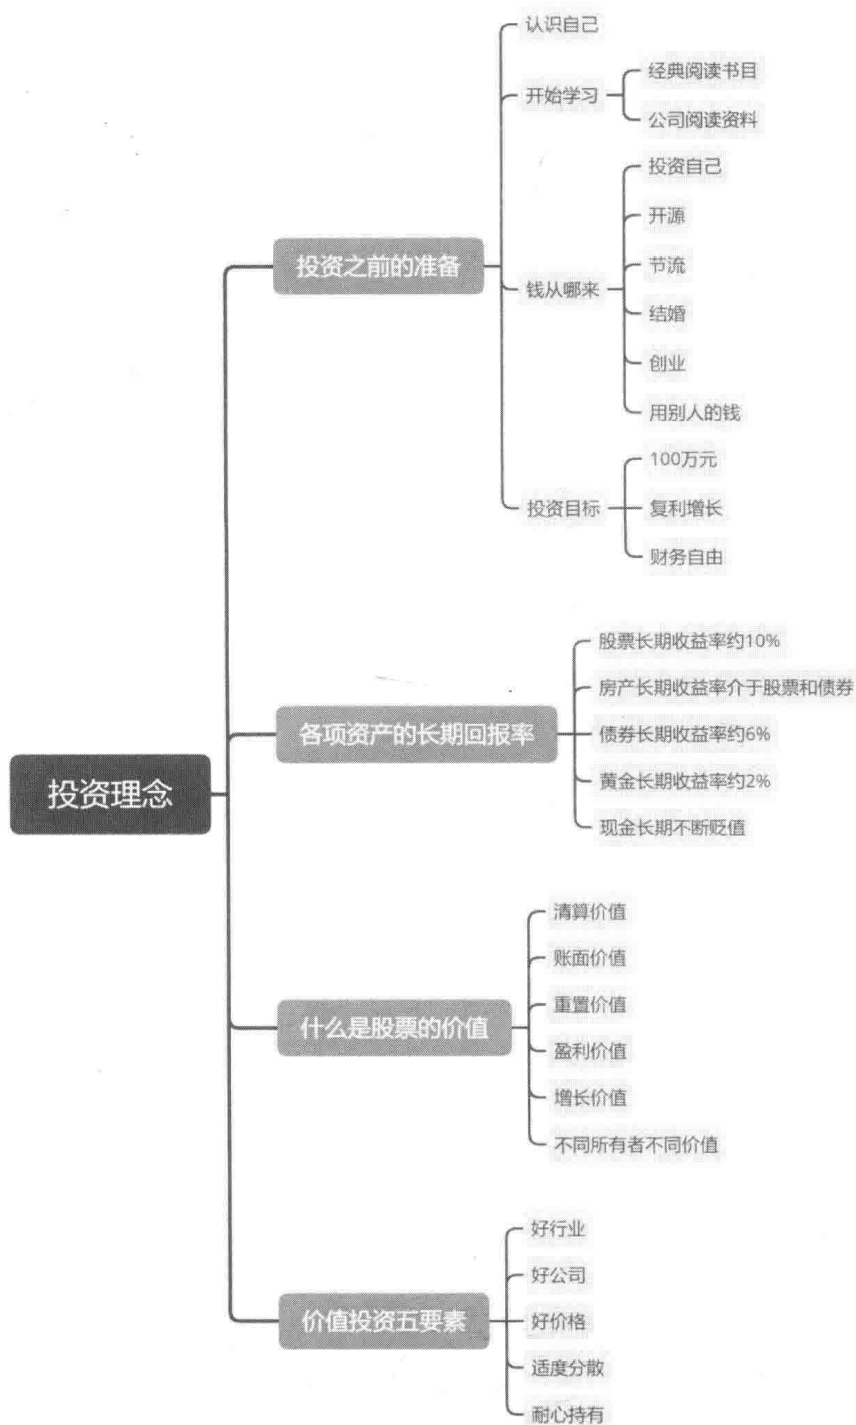 投资理念
投资之前的准备
认识自己
开始学习
经典阅读书目
公司阅读资料
钱从哪来
投资自己
开源
节流
结婚
创业
用别人的钱
投资目标
100万元
复利增长
财务自由
各项资产的长期回报率
股票长期收益率约10%
房产长期收益率介于股票和债券
债券长期收益率约6%
黄金长期收益率约2%
现金长期不断贬值
什么是股票的价值
清算价值
账面价值
重置价值
盈利价值
增长价值
不同所有者不同价值
价值投资五要素
好行业
好公司
好价格
适度分散
耐心持有